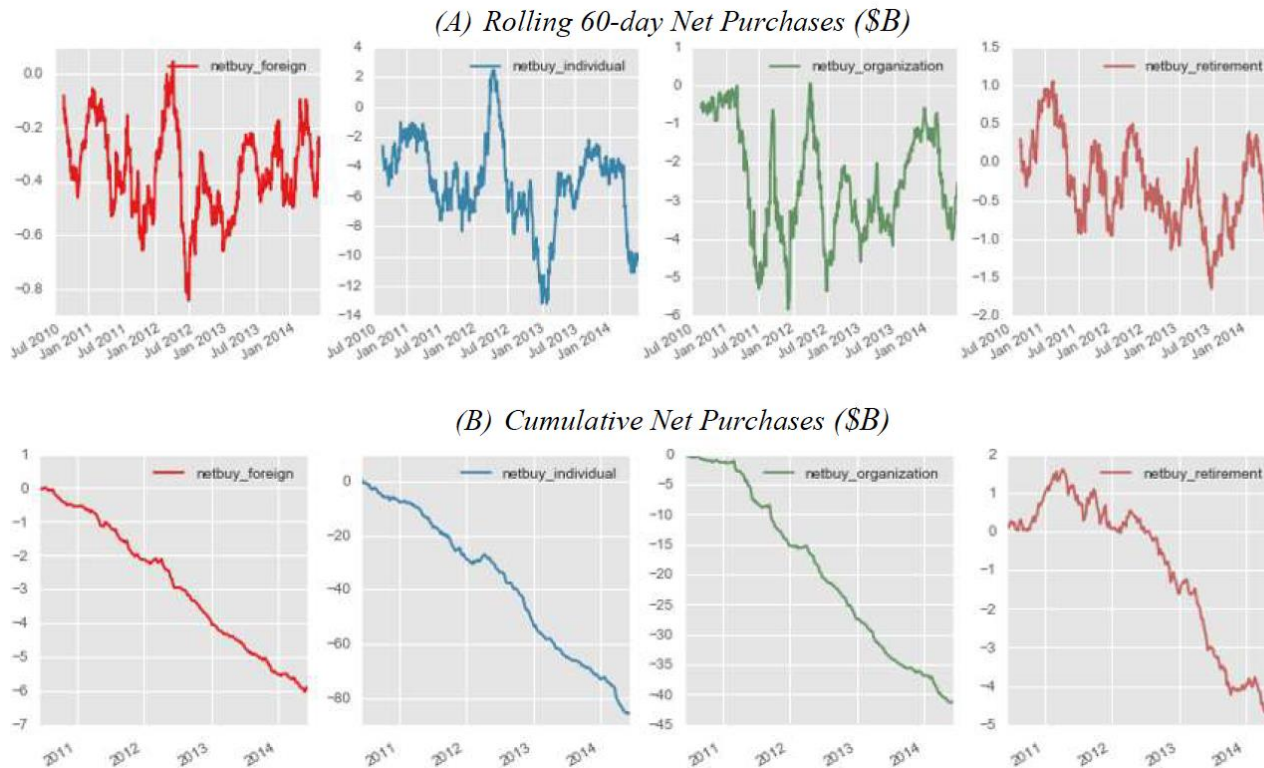 (A) Rolling 60-day Net Purchases ($B)
netbuy_foreign
0.0
−0.2
−0.4
−0.6
−0.8
Jul 2010
Jan 2011
Jul 2011
Jan 2012
Jul 2012
Jan 2013
Jul 2013
Jan 2014
netbuy_individual
4
2
0
−2
−4
−6
−8
−10
−12
−14
Jul 2010
Jan 2011
Jul 2011
Jan 2012
Jul 2012
Jan 2013
Jul 2013
Jan 2014
netbuy_organization
1
0
−1
−2
−3
−4
−5
−6
Jul 2010
Jan 2011
Jul 2011
Jan 2012
Jul 2012
Jan 2013
Jul 2013
Jan 2014
netbuy_retirement
1.5
1.0
0.5
0.0
−0.5
−1.0
−1.5
−2.0
Jul 2010
Jan 2011
Jul 2011
Jan 2012
Jul 2012
Jan 2013
Jul 2013
Jan 2014
(B) Cumulative Net Purchases ($B)
netbuy_foreign
1
0
−1
−2
−3
−4
−5
−6
−7
2011
2012
2013
2014
netbuy_individual
0
−20
−40
−60
−80
2011
2012
2013
2014
netbuy_organization
0
−5
−10
−15
−20
−25
−30
−35
−40
−45
2011
2012
2013
2014
netbuy_retirement
2
1
0
−1
−2
−3
−4
−5
2011
2012
2013
2014